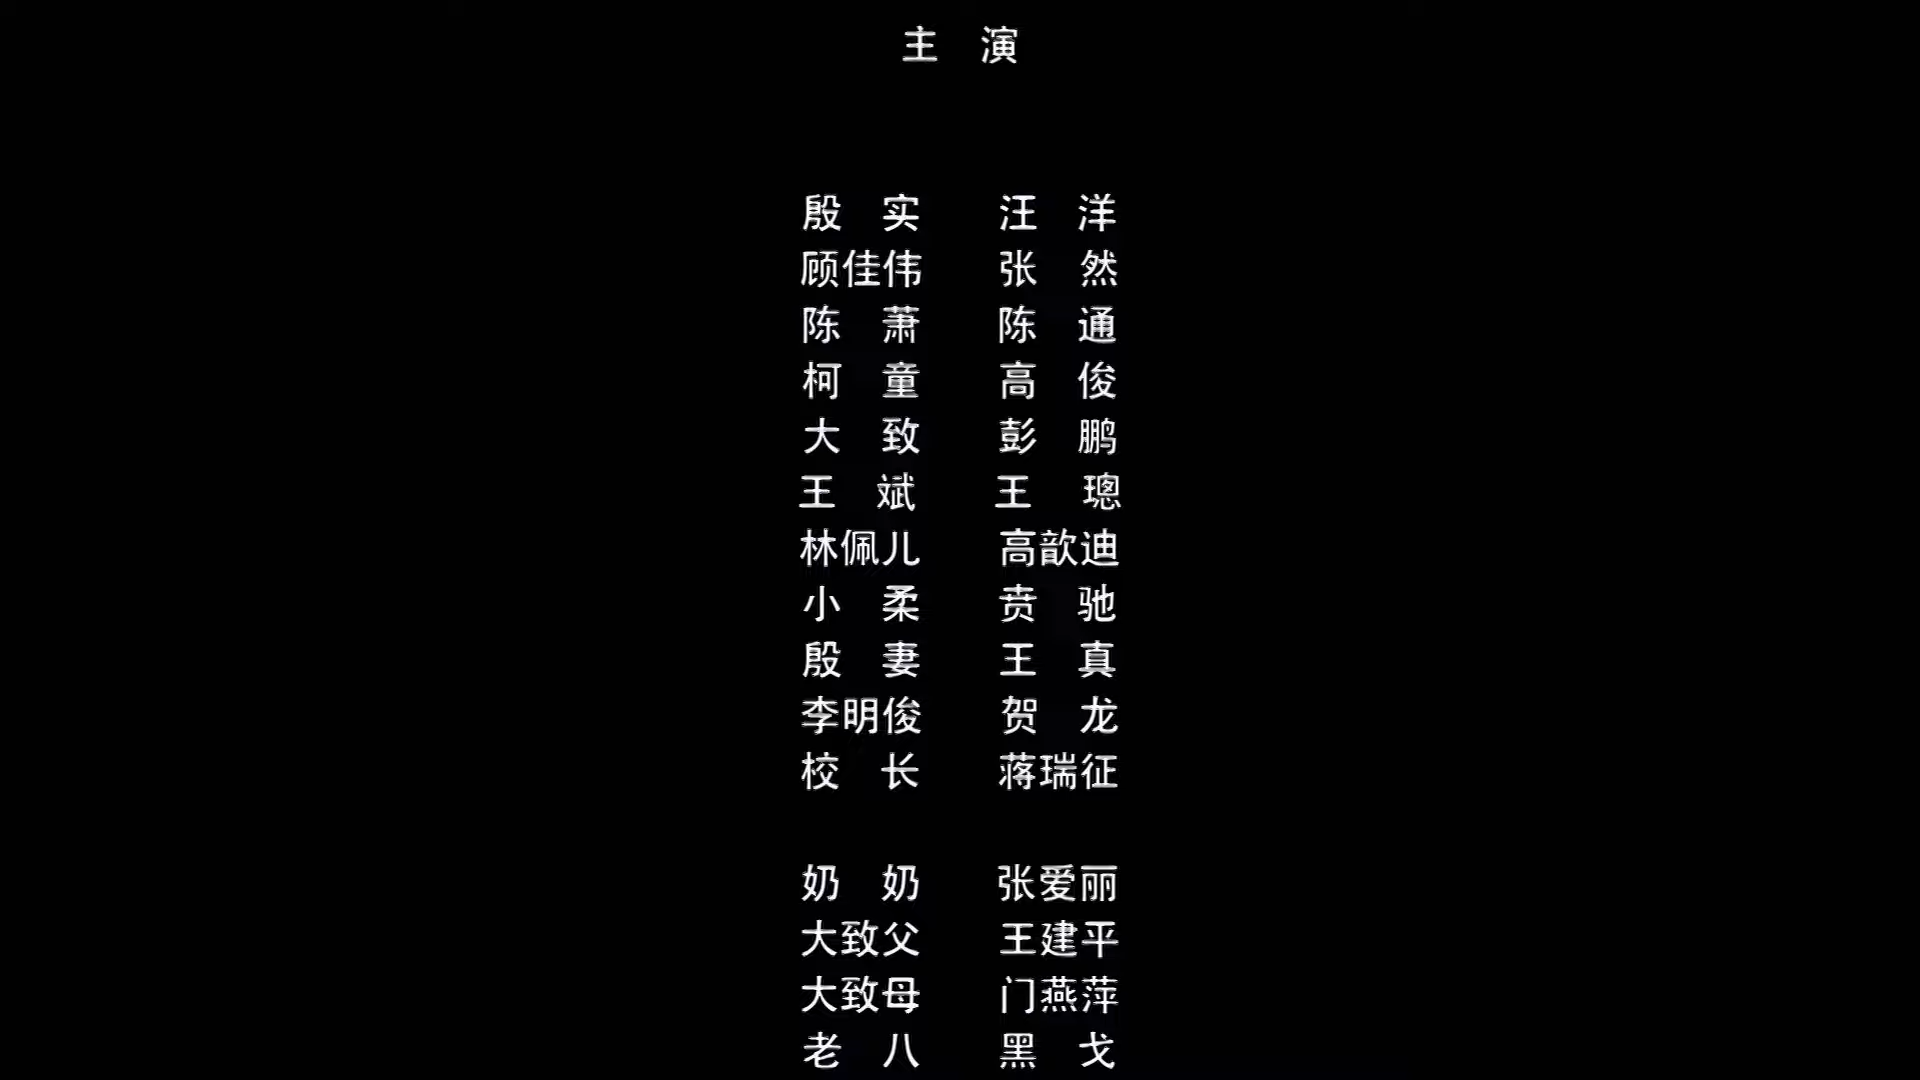 主 演
殷 实 汪 洋
顾佳伟 张 然
陈 萧 陈 通
柯 童 高 俊
大 致 彭 鹏
王 斌 王 璁
林佩儿 高歆迪
小 柔 贲 驰
殷 妻 王 真
李明俊 贺 龙
校 长 蒋瑞征
奶 奶 张爱丽
大致父 王建平
大致母 门燕萍
老 八 黑 戈